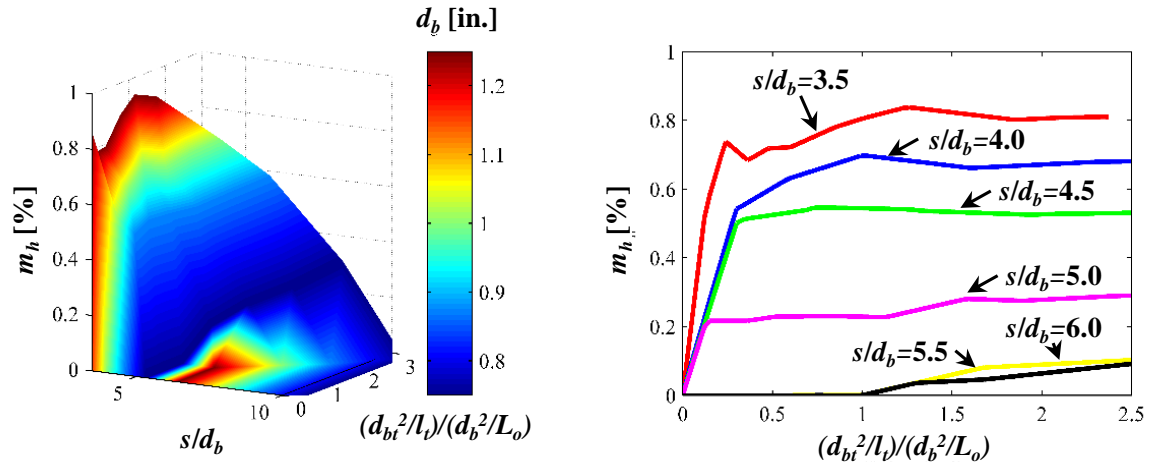 d_b [in.]
1.2
1.1
1
0.9
0.8
m_h [%]
1
0.8
0.6
0.4
0.2
0
5
10
s/d_b
0
1
2
3
(d_bt²/l_t)/(d_b²/L_o)
m_h [%]
1
0.8
0.6
0.4
0.2
0
0
0.5
1
1.5
2
2.5
(d_bt²/l_t)/(d_b²/L_o)
s/d_b=3.5
s/d_b=4.0
s/d_b=4.5
s/d_b=5.0
s/d_b=6.0
s/d_b=5.5